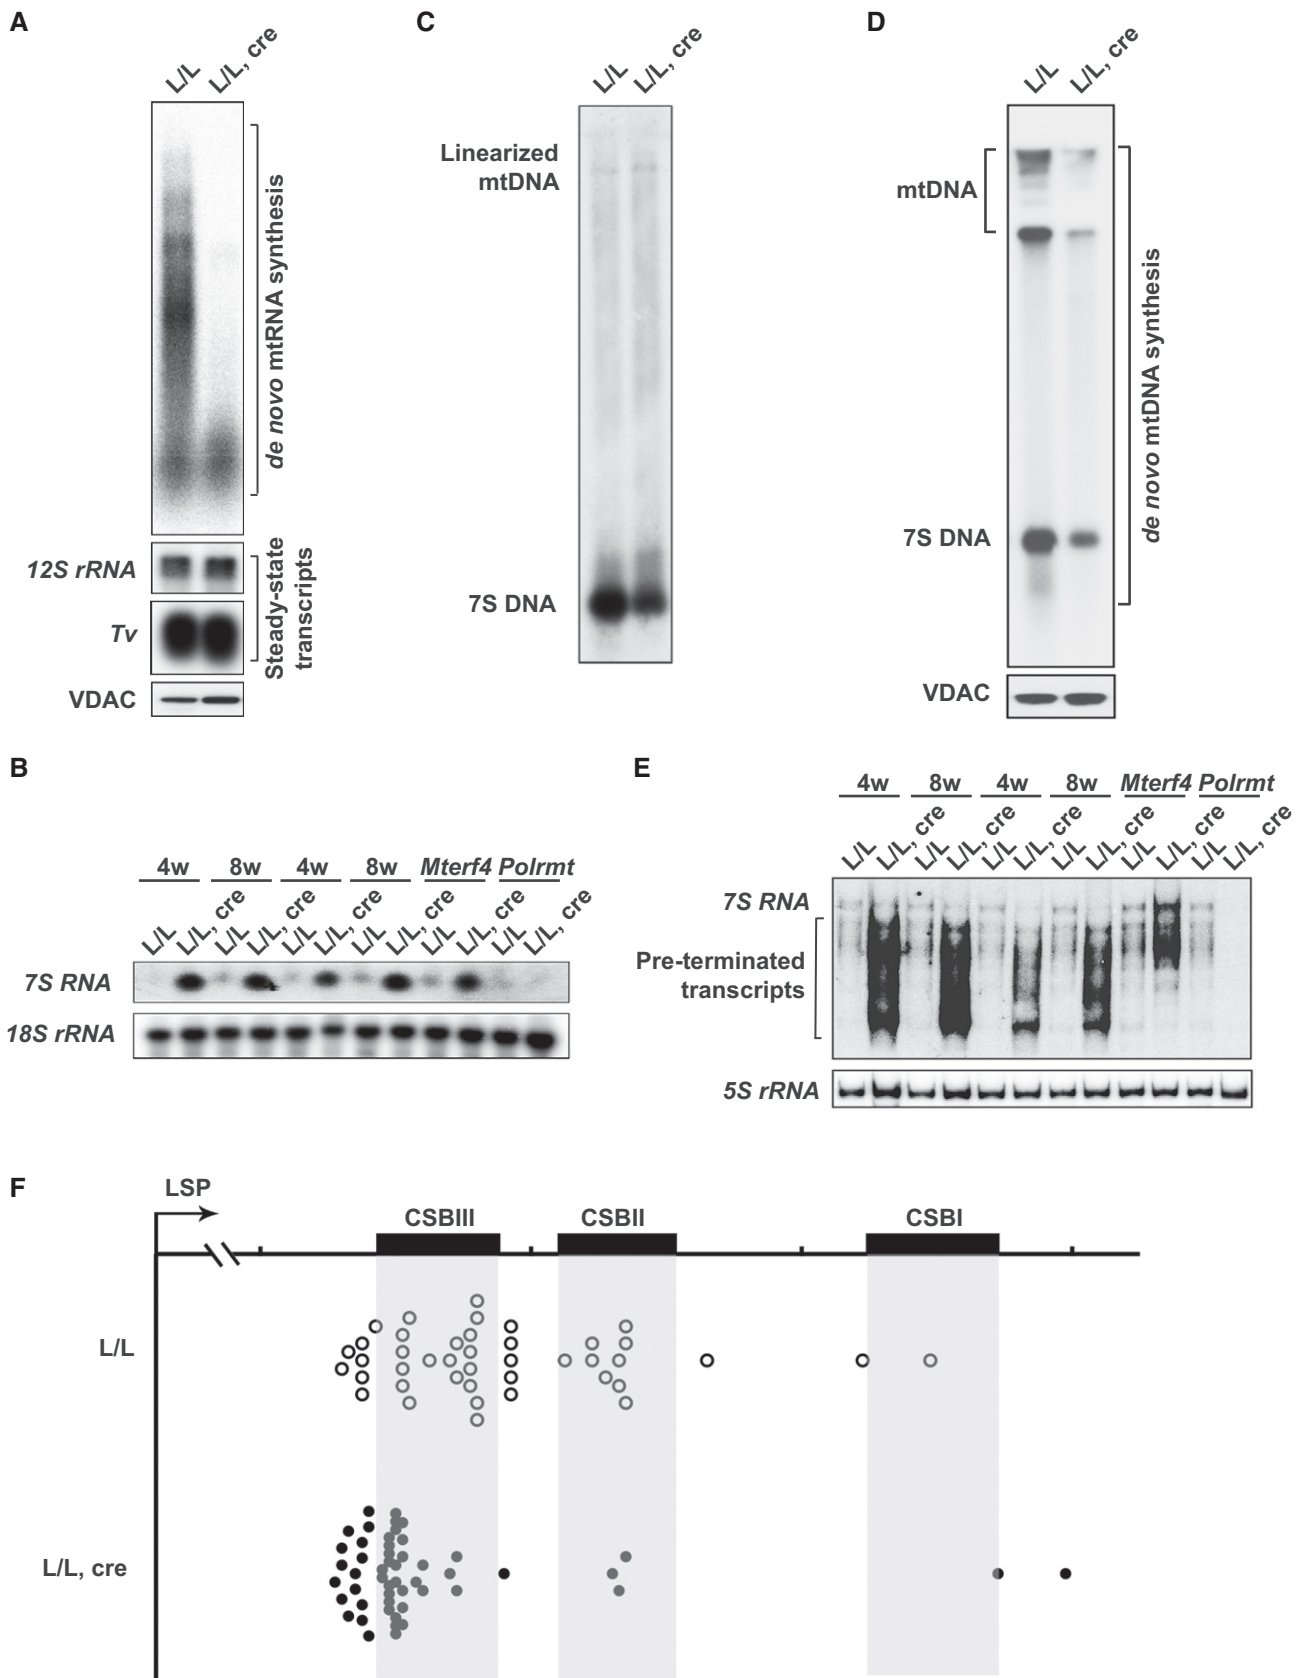 A
L/L
L/L, cre
de novo mtRNA synthesis
12S rRNA
Tv
Steady-state
transcripts
VDAC
C
L/L
L/L, cre
Linearized
mtDNA
7S DNA
D
L/L
L/L, cre
mtDNA
7S DNA
de novo mtDNA synthesis
VDAC
B
4w 8w 4w 8w Mterf4 Polrmt
L/L L/L, cre L/L L/L, cre L/L L/L, cre L/L L/L, cre L/L L/L, cre L/L L/L, cre
7S RNA
18S rRNA
E
4w 8w 4w 8w Mterf4 Polrmt
L/L L/L, cre L/L L/L, cre L/L L/L, cre L/L L/L, cre L/L L/L, cre L/L L/L, cre
7S RNA
Pre-terminated
transcripts
5S rRNA
F
LSP
CSBIII CSBII CSBI
L/L
L/L, cre